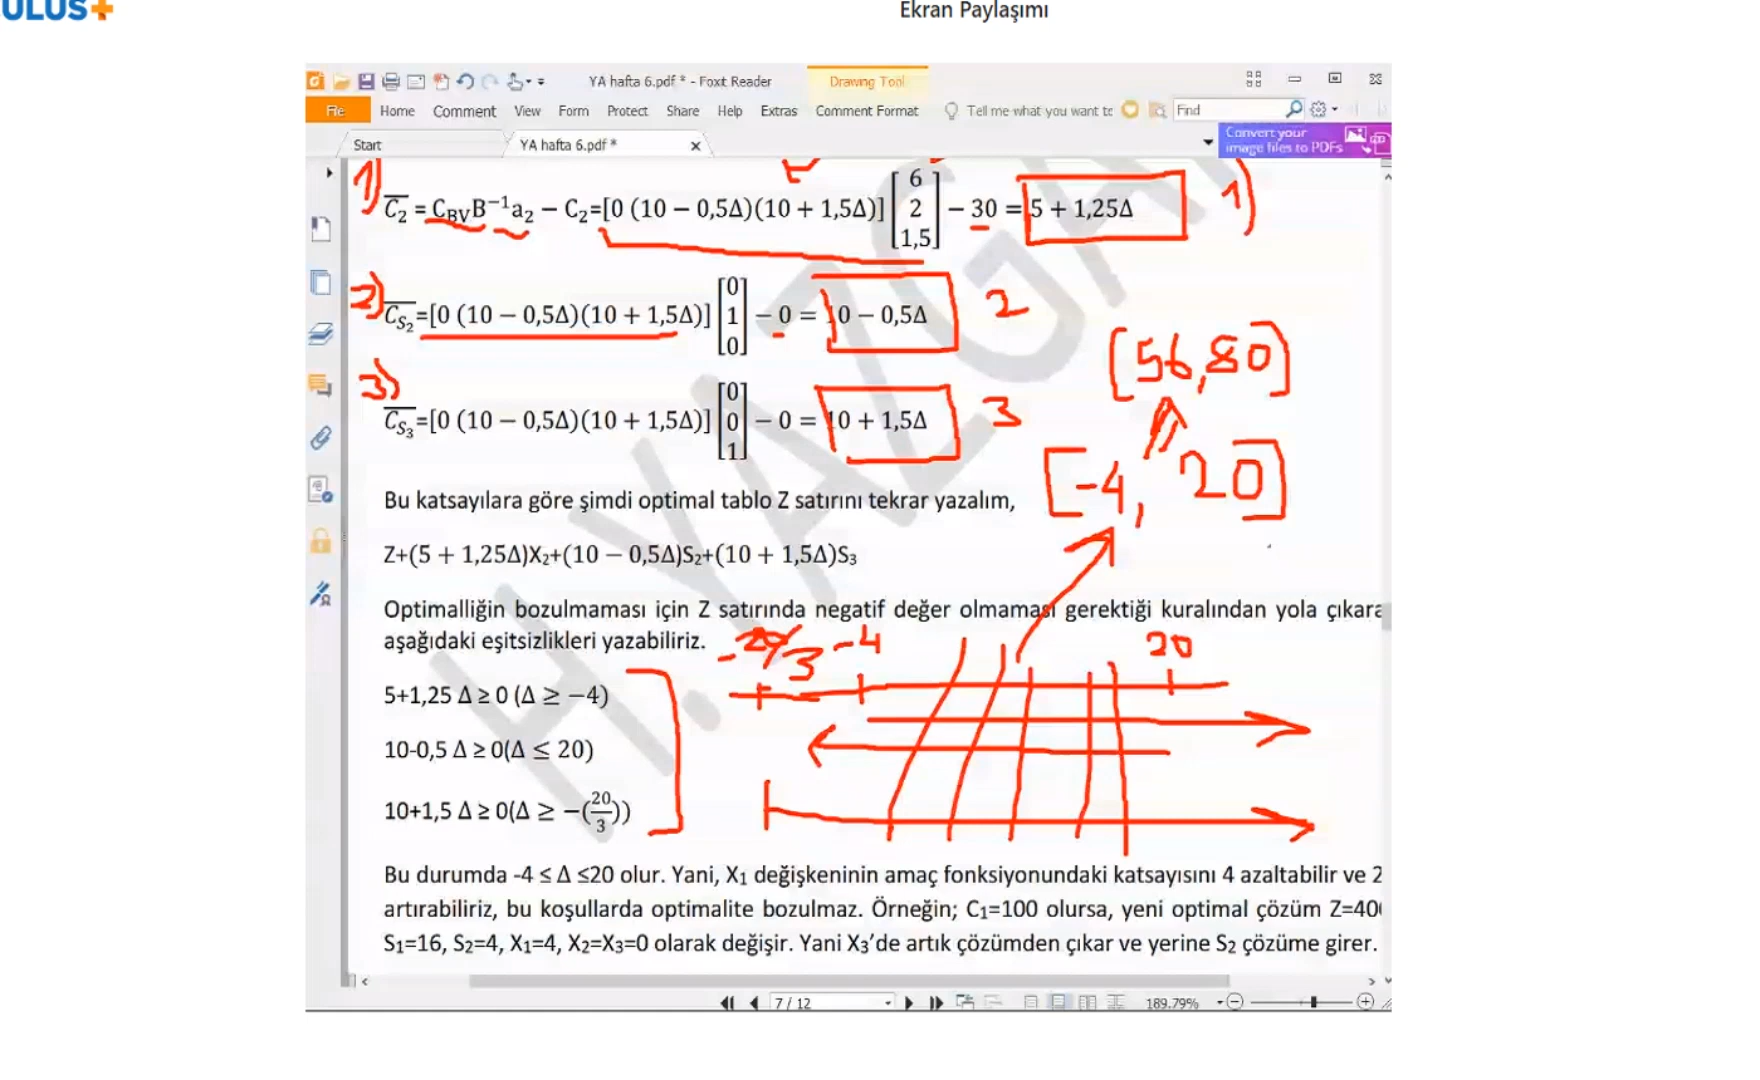 ULUS+
Ekran Paylaşımı
YA hafta 6.pdf * - Foxit Reader
Drawing Tool
File Home Comment View Form Protect Share Help Extras Comment Format Tell me what you want tc Find
Start
YA hafta 6.pdf *
Convert your
image files to PDFs
1) C̅₂ = C_BV B⁻¹a₂ − C₂=[0 (10 − 0,5Δ)(10 + 1,5Δ)] [6 2 1,5] − 30 = 5 + 1,25Δ 1)
2) C̅_S₂=[0 (10 − 0,5Δ)(10 + 1,5Δ)] [0 1 0] − 0 = 10 − 0,5Δ 2
[56,80]
3) C̅_S₃=[0 (10 − 0,5Δ)(10 + 1,5Δ)] [0 0 1] − 0 = 10 + 1,5Δ 3
[-4, 20]
Bu katsayılara göre şimdi optimal tablo Z satırını tekrar yazalım,
Z+(5 + 1,25Δ)X₂+(10 − 0,5Δ)S₂+(10 + 1,5Δ)S₃
Optimalliğin bozulmaması için Z satırında negatif değer olmaması gerektiği kuralından yola çıkara
aşağıdaki eşitsizlikleri yazabiliriz.
-20/3 -4 20
5+1,25 Δ ≥ 0 (Δ ≥ −4)
10-0,5 Δ ≥ 0(Δ ≤ 20)
10+1,5 Δ ≥ 0(Δ ≥ −(20/3))
Bu durumda -4 ≤ Δ ≤20 olur. Yani, X₁ değişkeninin amaç fonksiyonundaki katsayısını 4 azaltabilir ve 2
artırabiliriz, bu koşullarda optimalite bozulmaz. Örneğin; C₁=100 olursa, yeni optimal çözüm Z=40
S₁=16, S₂=4, X₁=4, X₂=X₃=0 olarak değişir. Yani X₃'de artık çözümden çıkar ve yerine S₂ çözüme girer.
H.YAZGA
7 / 12
189.79%